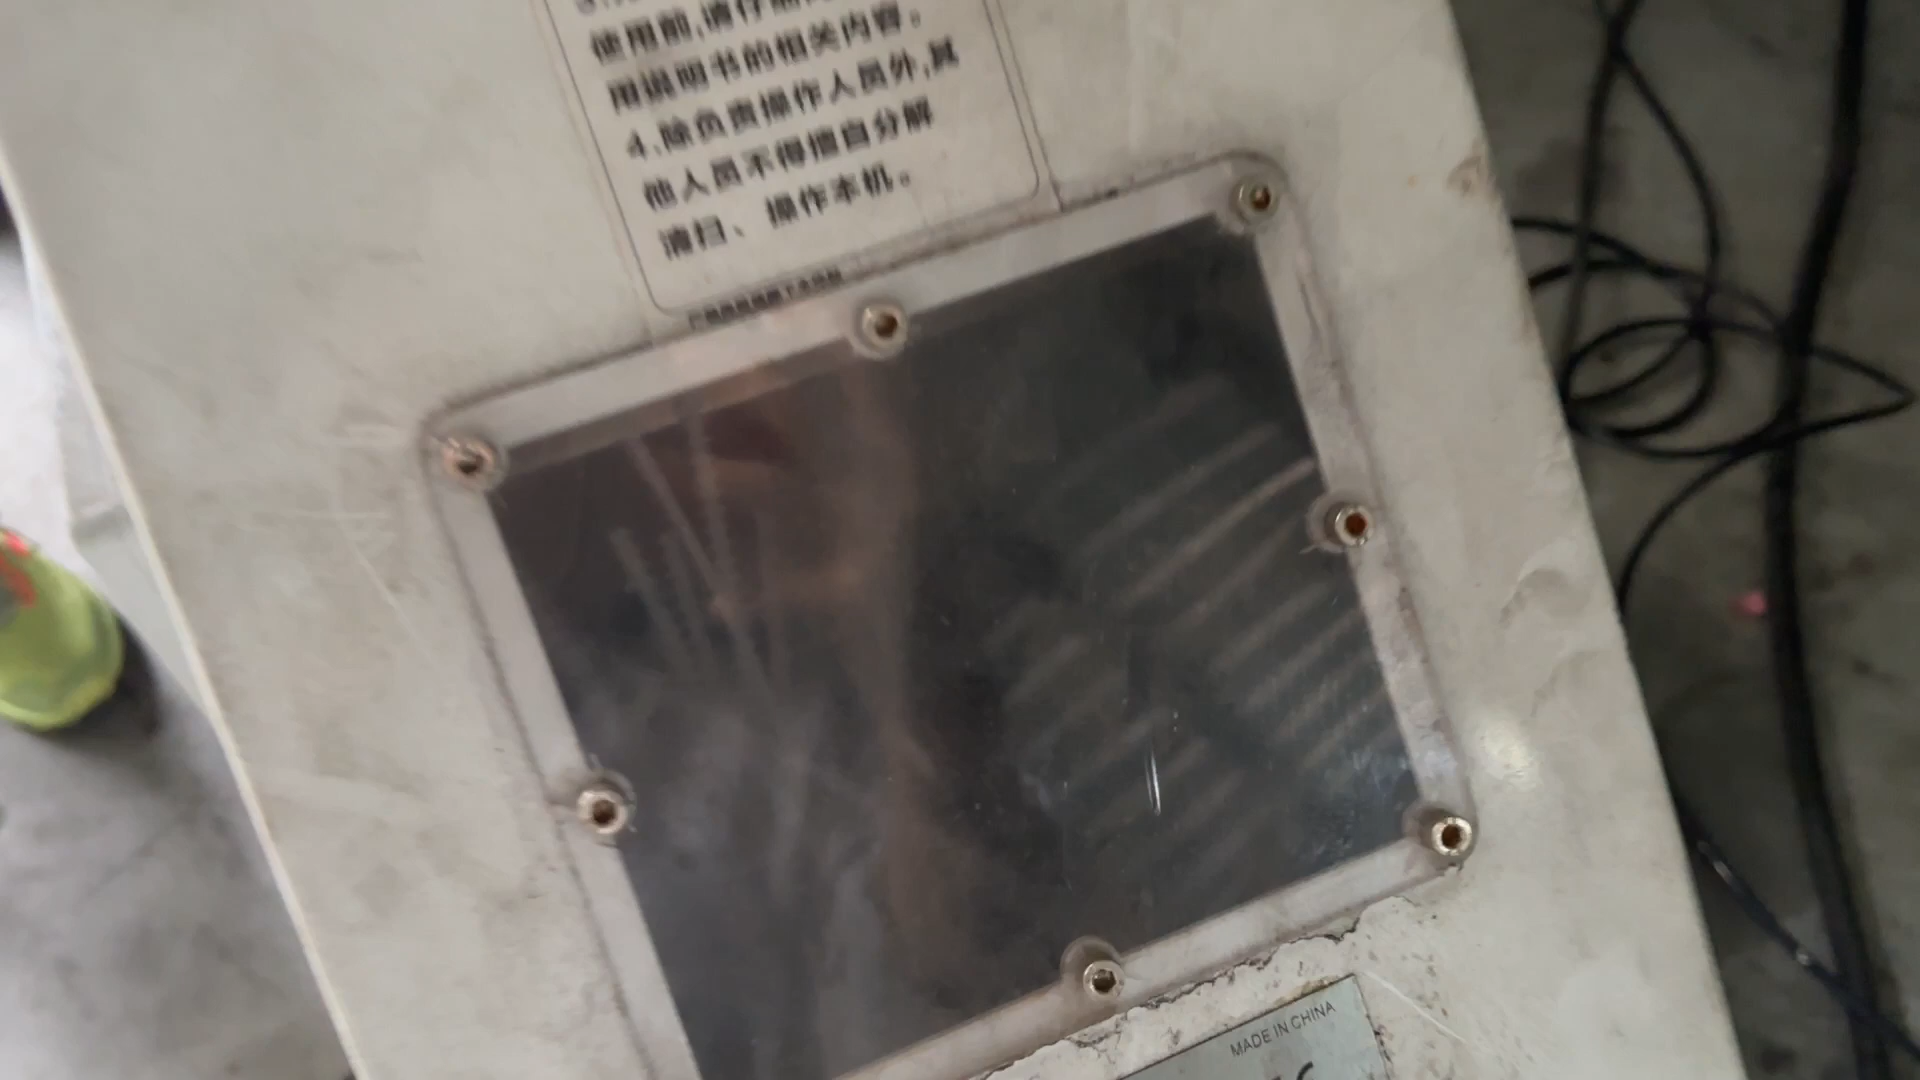 使用前,请仔细
用说明书的相关内容。
4.除负责操作人员外,其
他人员不得擅自分解
清扫、操作本机。
MADE IN CHINA